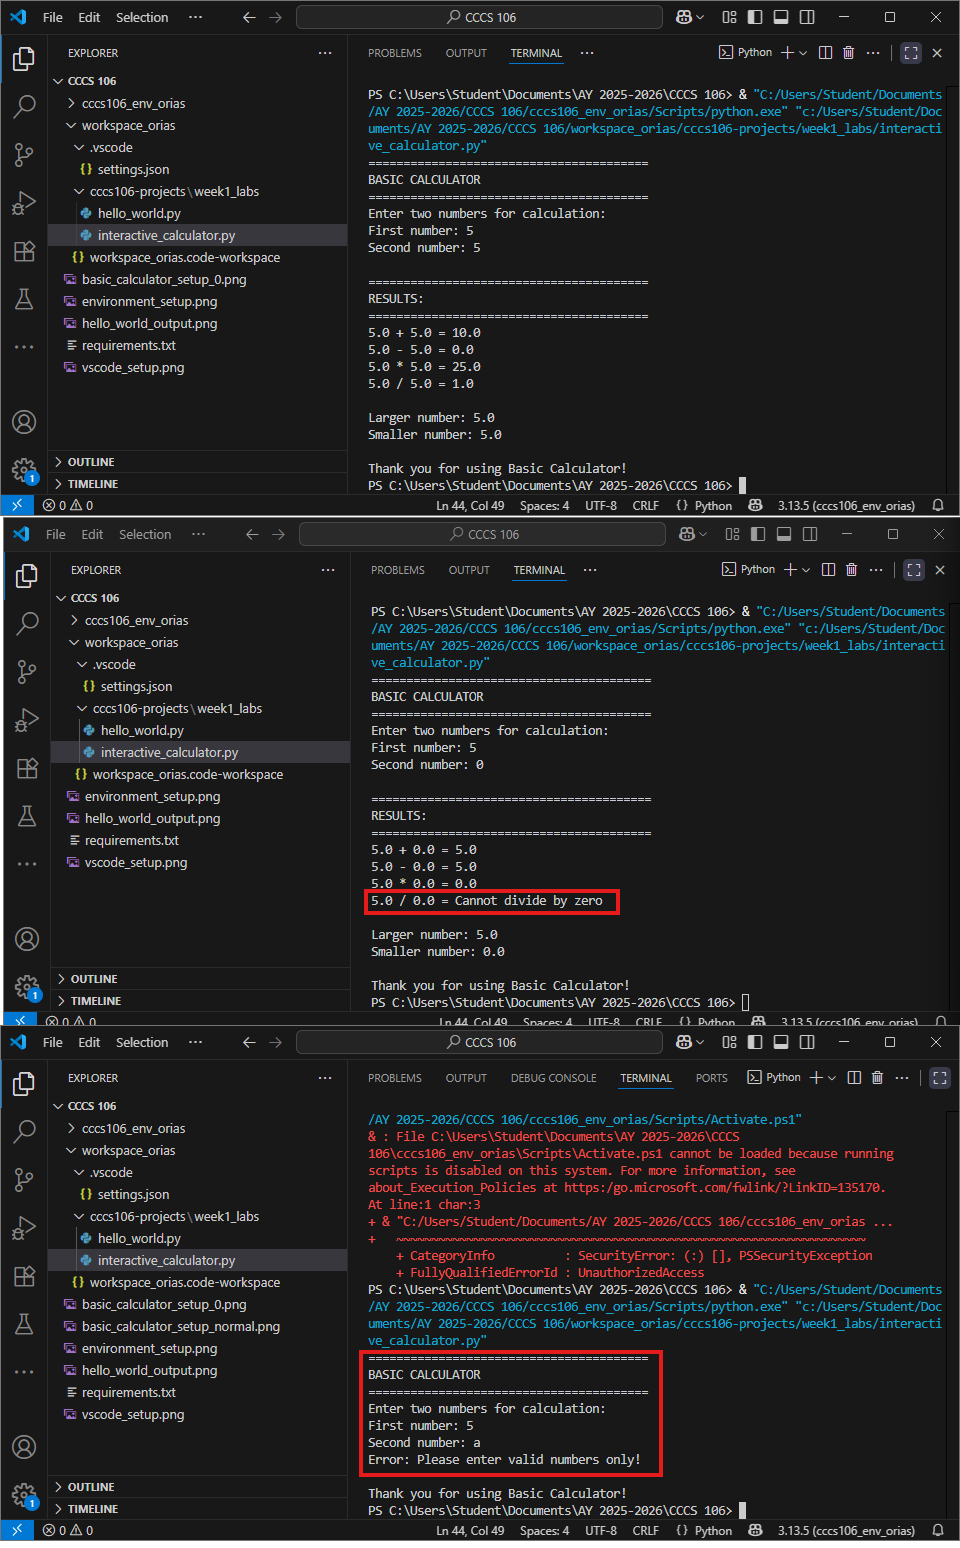 File Edit Selection ··· CCCS 106
EXPLORER ···
CCCS 106
cccs106_env_orias
workspace_orias
.vscode
{} settings.json
cccs106-projects\week1_labs
hello_world.py
interactive_calculator.py
{} workspace_orias.code-workspace
basic_calculator_setup_0.png
environment_setup.png
hello_world_output.png
requirements.txt
vscode_setup.png
OUTLINE
TIMELINE
1
PROBLEMS OUTPUT TERMINAL ··· Python
PS C:\Users\Student\Documents\AY 2025-2026\CCCS 106> & "C:/Users/Student/Documents
/AY 2025-2026/CCCS 106/cccs106_env_orias/Scripts/python.exe" "c:/Users/Student/Doc
uments/AY 2025-2026/CCCS 106/workspace_orias/cccs106-projects/week1_labs/interacti
ve_calculator.py"
========================================
BASIC CALCULATOR
========================================
Enter two numbers for calculation:
First number: 5
Second number: 5
========================================
RESULTS:
========================================
5.0 + 5.0 = 10.0
5.0 - 5.0 = 0.0
5.0 * 5.0 = 25.0
5.0 / 5.0 = 1.0
Larger number: 5.0
Smaller number: 5.0
Thank you for using Basic Calculator!
PS C:\Users\Student\Documents\AY 2025-2026\CCCS 106>
0 0 Ln 44, Col 49 Spaces: 4 UTF-8 CRLF {} Python 3.13.5 (cccs106_env_orias)
File Edit Selection ··· CCCS 106
EXPLORER ···
CCCS 106
cccs106_env_orias
workspace_orias
.vscode
{} settings.json
cccs106-projects\week1_labs
hello_world.py
interactive_calculator.py
{} workspace_orias.code-workspace
environment_setup.png
hello_world_output.png
requirements.txt
vscode_setup.png
OUTLINE
TIMELINE
1
PROBLEMS OUTPUT TERMINAL ··· Python
PS C:\Users\Student\Documents\AY 2025-2026\CCCS 106> & "C:/Users/Student/Documents
/AY 2025-2026/CCCS 106/cccs106_env_orias/Scripts/python.exe" "c:/Users/Student/Doc
uments/AY 2025-2026/CCCS 106/workspace_orias/cccs106-projects/week1_labs/interacti
ve_calculator.py"
========================================
BASIC CALCULATOR
========================================
Enter two numbers for calculation:
First number: 5
Second number: 0
========================================
RESULTS:
========================================
5.0 + 0.0 = 5.0
5.0 - 0.0 = 5.0
5.0 * 0.0 = 0.0
5.0 / 0.0 = Cannot divide by zero
Larger number: 5.0
Smaller number: 0.0
Thank you for using Basic Calculator!
PS C:\Users\Student\Documents\AY 2025-2026\CCCS 106>
0 0 Ln 44, Col 49 Spaces: 4 UTF-8 CRLF {} Python 3.13.5 (cccs106_env_orias)
File Edit Selection ··· CCCS 106
EXPLORER ···
CCCS 106
cccs106_env_orias
workspace_orias
.vscode
{} settings.json
cccs106-projects\week1_labs
hello_world.py
interactive_calculator.py
{} workspace_orias.code-workspace
basic_calculator_setup_0.png
basic_calculator_setup_normal.png
environment_setup.png
hello_world_output.png
requirements.txt
vscode_setup.png
OUTLINE
TIMELINE
1
PROBLEMS OUTPUT DEBUG CONSOLE TERMINAL PORTS Python
/AY 2025-2026/CCCS 106/cccs106_env_orias/Scripts/Activate.ps1"
& : File C:\Users\Student\Documents\AY 2025-2026\CCCS
106\cccs106_env_orias\Scripts\Activate.ps1 cannot be loaded because running
scripts is disabled on this system. For more information, see
about_Execution_Policies at https:/go.microsoft.com/fwlink/?LinkID=135170.
At line:1 char:3
+ & "C:/Users/Student/Documents/AY 2025-2026/CCCS 106/cccs106_env_orias ...
+   ~~~~~~~~~~~~~~~~~~~~~~~~~~~~~~~~~~~~~~~~~~~~~~~~~~~~~~~~~~~~~~~~~~~
+ CategoryInfo : SecurityError: (:) [], PSSecurityException
+ FullyQualifiedErrorId : UnauthorizedAccess
PS C:\Users\Student\Documents\AY 2025-2026\CCCS 106> & "C:/Users/Student/Documents
/AY 2025-2026/CCCS 106/cccs106_env_orias/Scripts/python.exe" "c:/Users/Student/Doc
uments/AY 2025-2026/CCCS 106/workspace_orias/cccs106-projects/week1_labs/interacti
ve_calculator.py"
========================================
BASIC CALCULATOR
========================================
Enter two numbers for calculation:
First number: 5
Second number: a
Error: Please enter valid numbers only!
Thank you for using Basic Calculator!
PS C:\Users\Student\Documents\AY 2025-2026\CCCS 106>
0 0 Ln 44, Col 49 Spaces: 4 UTF-8 CRLF {} Python 3.13.5 (cccs106_env_orias)